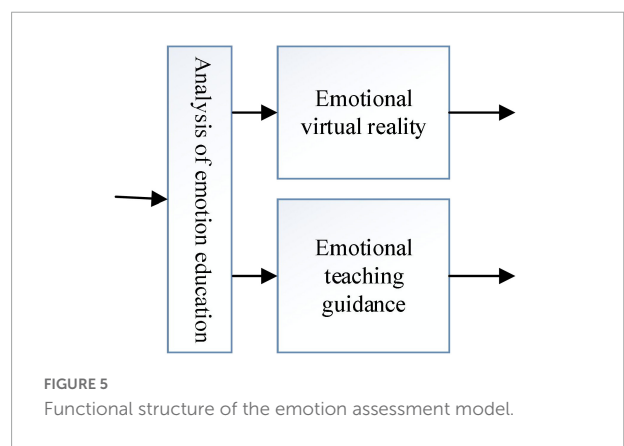 Analysis of emotion education
Emotional
virtual reality
Emotional
teaching
guidance
FIGURE 5
Functional structure of the emotion assessment model.